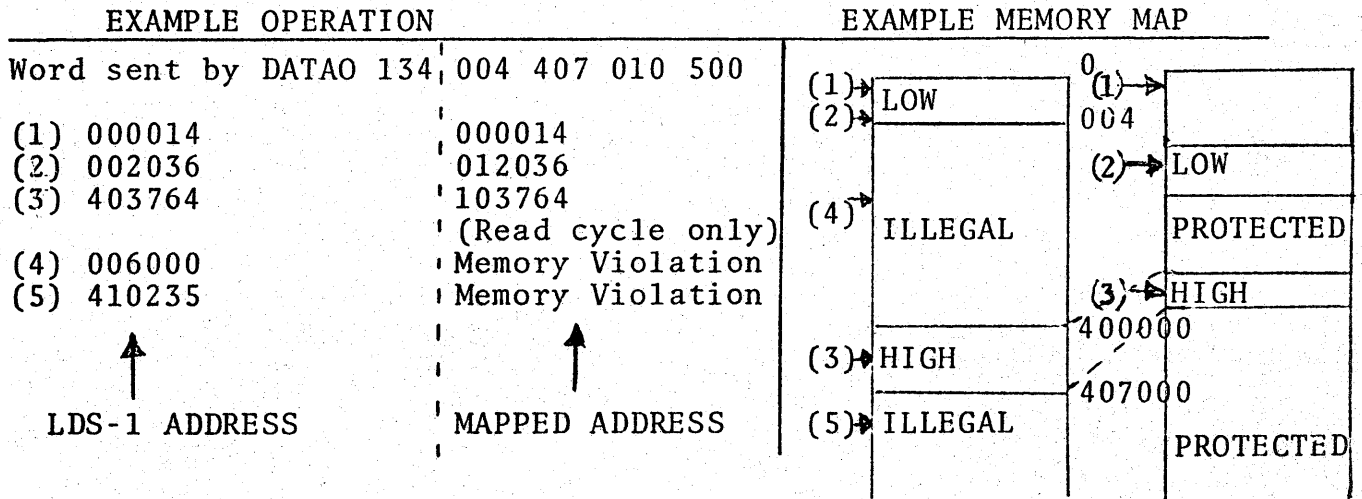 EXAMPLE OPERATION
Word sent by DATAO 134 004 407 010 500
(1) 000014 000014
(2) 002036 012036
(3) 403764 103764
(Read cycle only)
(4) 006000 Memory Violation
(5) 410235 Memory Violation
LDS-1 ADDRESS MAPPED ADDRESS
EXAMPLE MEMORY MAP
(1) LOW 0 (1)
(2) 004
(2) LOW
(4) ILLEGAL PROTECTED
(3) HIGH
400000
(3) HIGH
407000
(5) ILLEGAL
PROTECTED